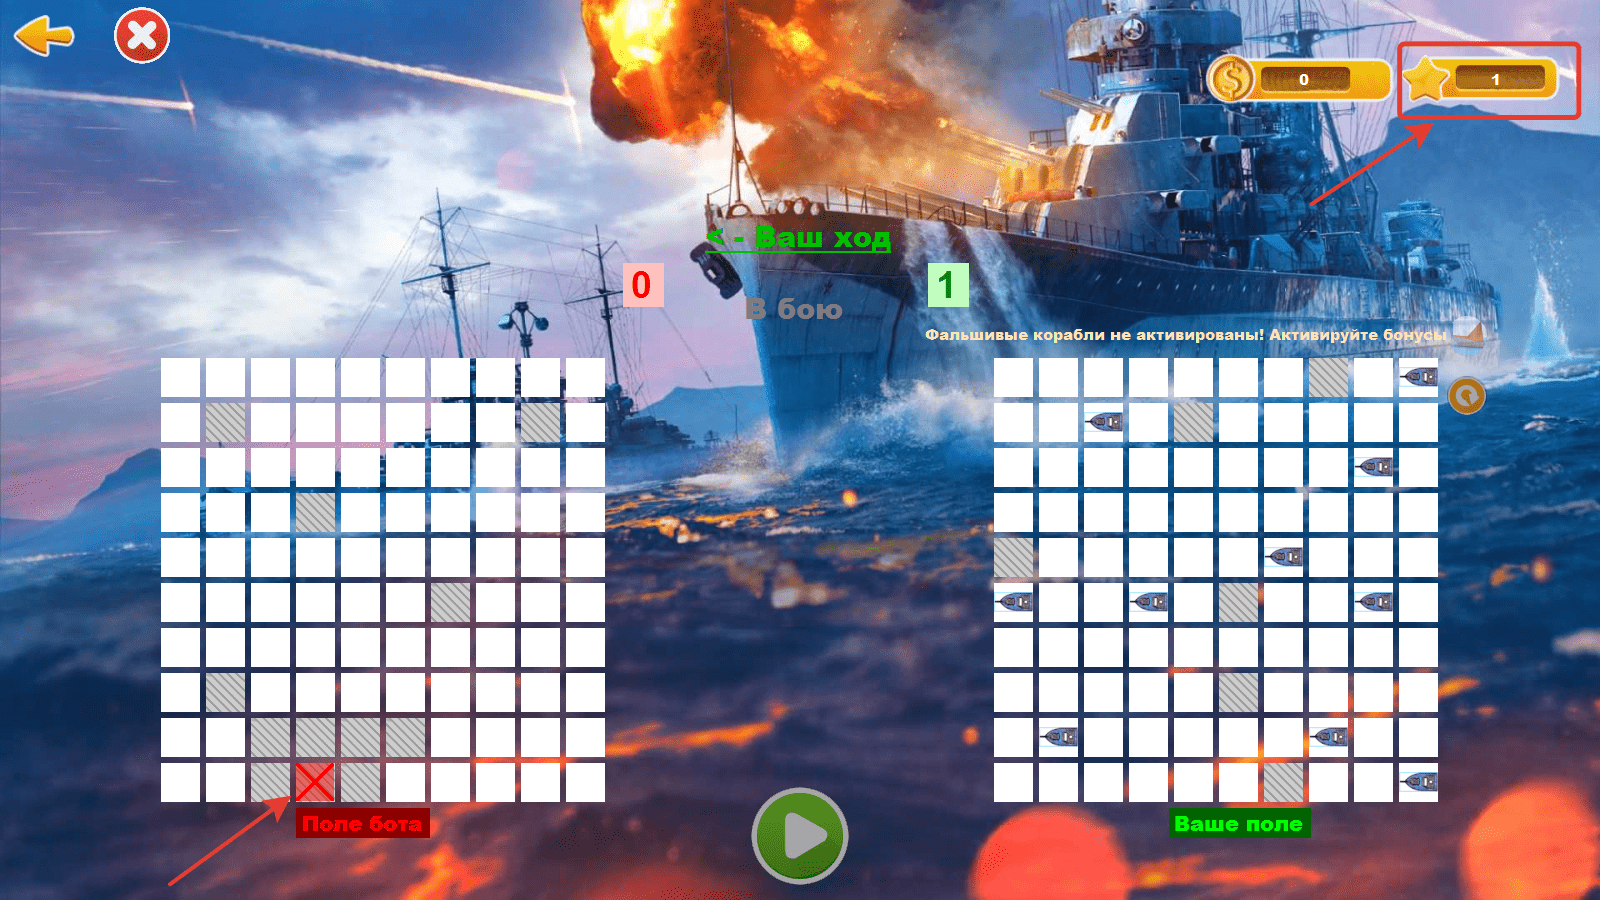 0
1
< - Ваш ход
0
1
В бою
Фальшивые корабли не активированы! Активируйте бонусы
Поле бота
Ваше поле